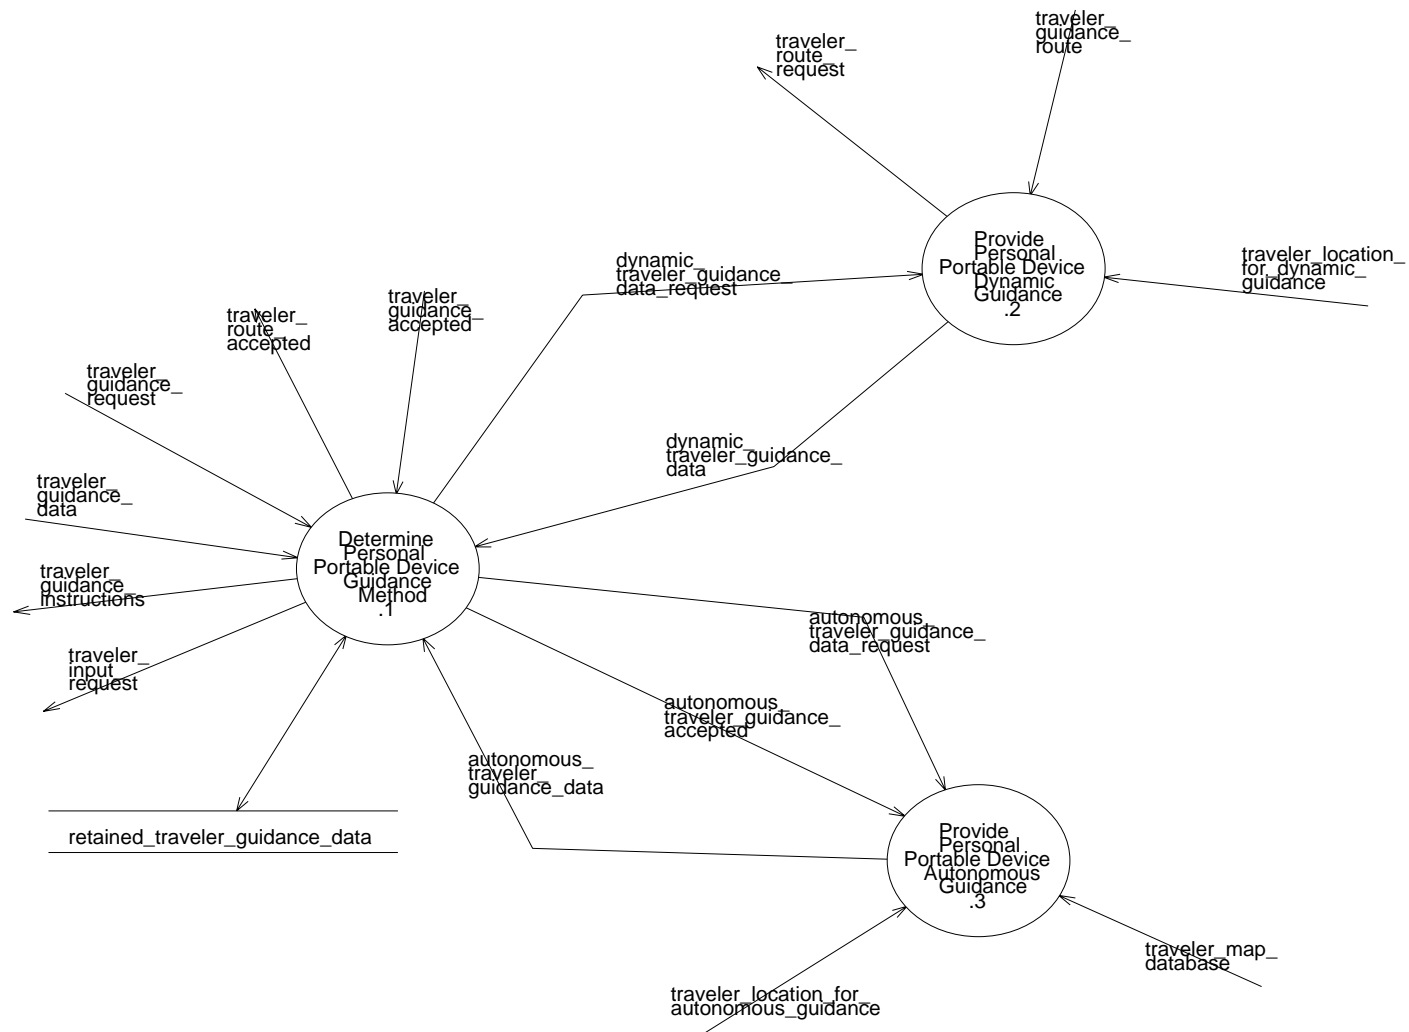 traveler_
guidance_
route
traveler_
route_
request
Provide
Personal
Portable Device
Dynamic
Guidance
.2
traveler_location_
for_dynamic_
guidance
dynamic_
traveler_guidance_
data_request
traveler_
guidance_
accepted
traveler_
route_
accepted
traveler_
guidance_
request
dynamic_
traveler_guidance_
data
traveler_
guidance_
data
Determine
Personal
Portable Device
Guidance
Method
.1
traveler_
guidance_
instructions
autonomous_
traveler_guidance_
data_request
traveler_
input_
request
autonomous_
traveler_guidance_
accepted
autonomous_
traveler_
guidance_data
retained_traveler_guidance_data
Provide
Personal
Portable Device
Autonomous
Guidance
.3
traveler_map_
database
traveler_location_for_
autonomous_guidance